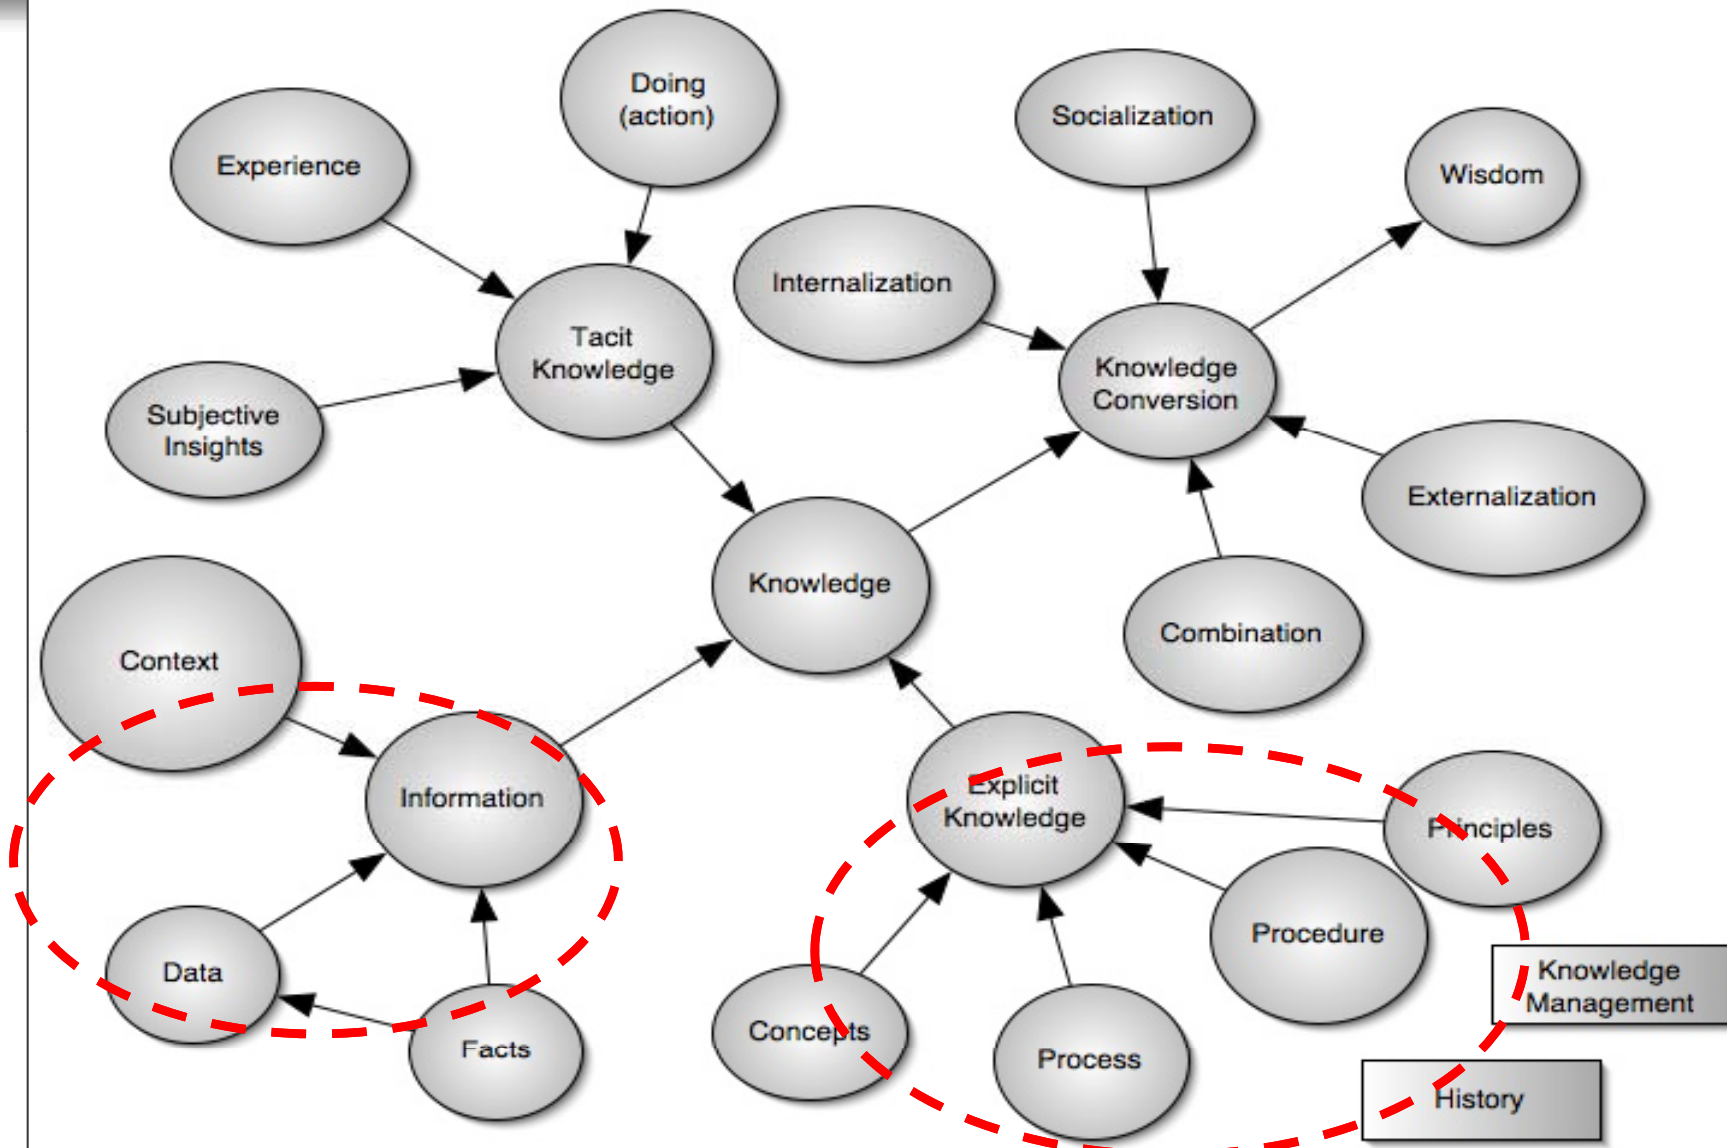 Doing
(action)
Experience
Socialization
Wisdom
Internalization
Tacit
Knowledge
Knowledge
Conversion
Subjective
Insights
Externalization
Knowledge
Combination
Context
Information
Explicit
Knowledge
Principles
Procedure
Data
Knowledge
Management
Concepts
Facts
Process
History